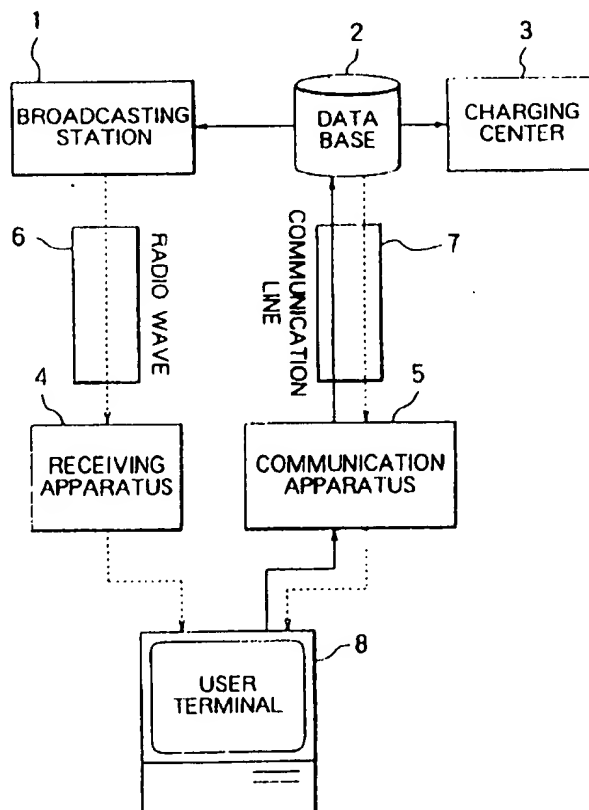 1
BROADCASTING
STATION
2
DATA
BASE
3
CHARGING
CENTER
6
RADIO WAVE
COMMUNICATION
LINE
7
4
RECEIVING
APPARATUS
5
COMMUNICATION
APPARATUS
USER
TERMINAL
8